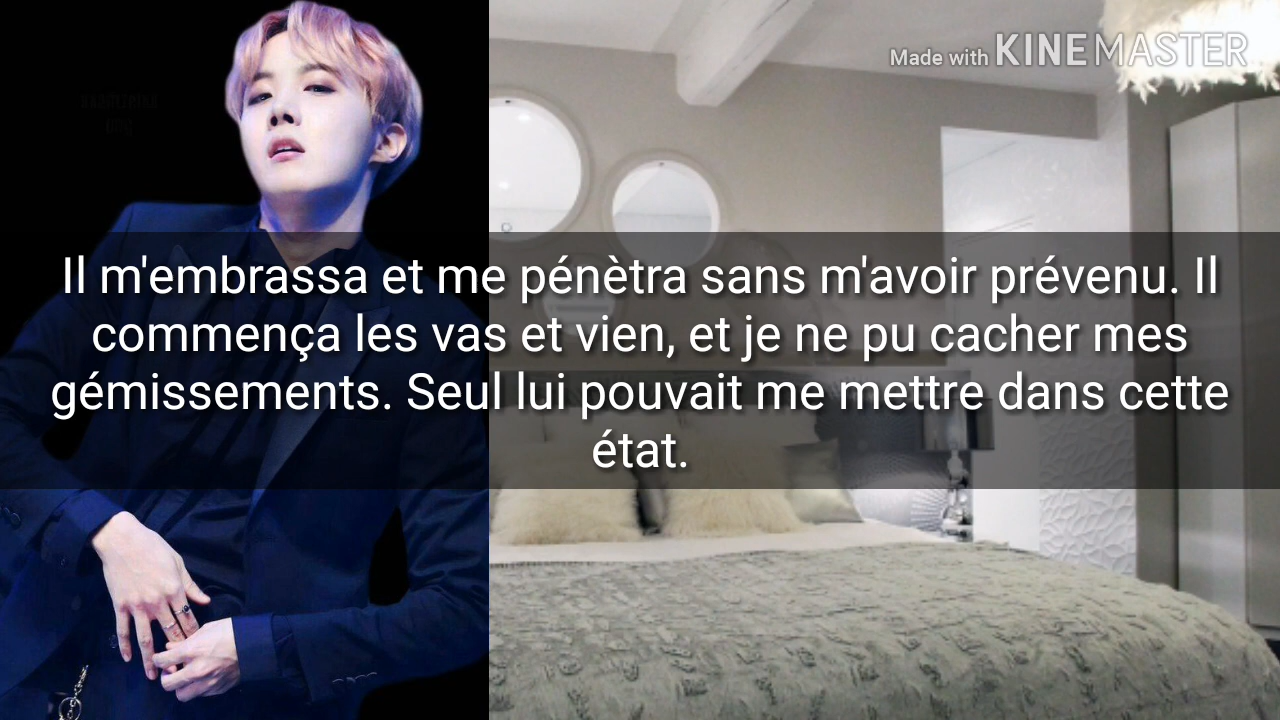 Made with KINEMASTER
Il m'embrassa et me pénètra sans m'avoir prévenu. Il
commença les vas et vien, et je ne pu cacher mes
gémissements. Seul lui pouvait me mettre dans cette
état.